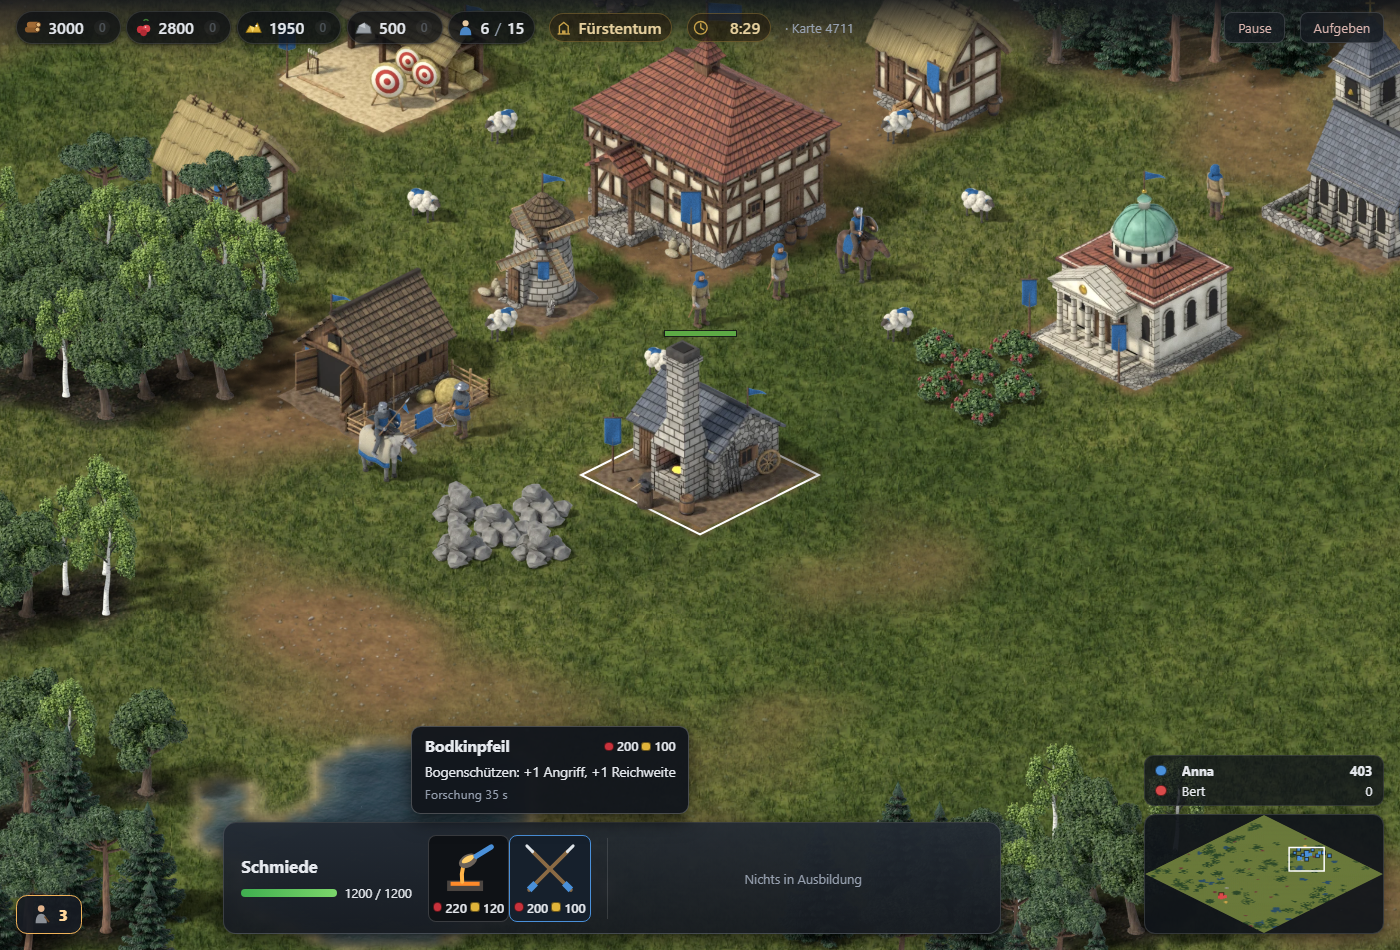 3000 0 2800 0 1950 0 500 0 6 / 15 Fürstentum 8:29 · Karte 4711 Pause Aufgeben
Bodkinpfeil 200 100
Bogenschützen: +1 Angriff, +1 Reichweite
Forschung 35 s
Anna 403
Bert 0
Schmiede
1200 / 1200
220 120 200 100
Nichts in Ausbildung
3